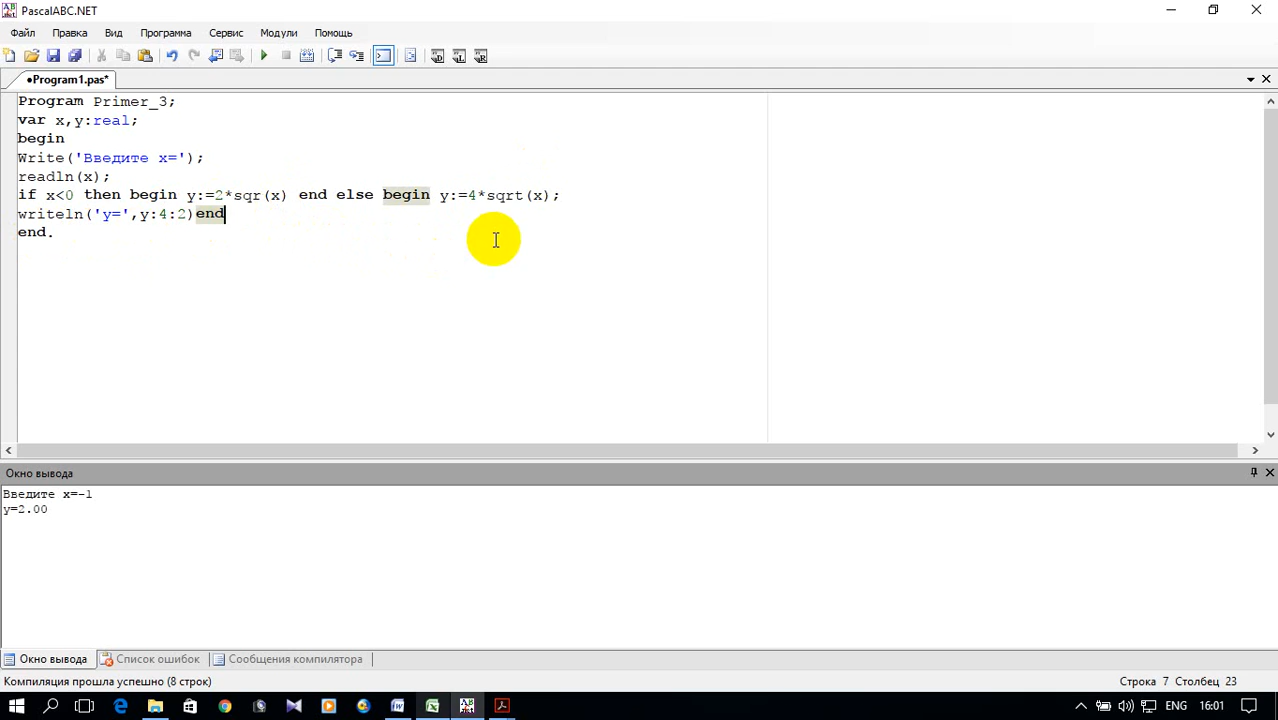 PascalABC.NET
Файл Правка Вид Программа Сервис Модули Помощь
•Program1.pas*
Program Primer_3;
var x,y:real;
begin
Write('Введите x=');
readln(x);
if x<0 then begin y:=2*sqr(x) end else begin y:=4*sqrt(x);
writeln('y=',y:4:2)end
end.
Окно вывода
Введите x=-1
y=2.00
Окно вывода Список ошибок Сообщения компилятора
Компиляция прошла успешно (8 строк) Строка 7 Столбец 23
ENG 16:01